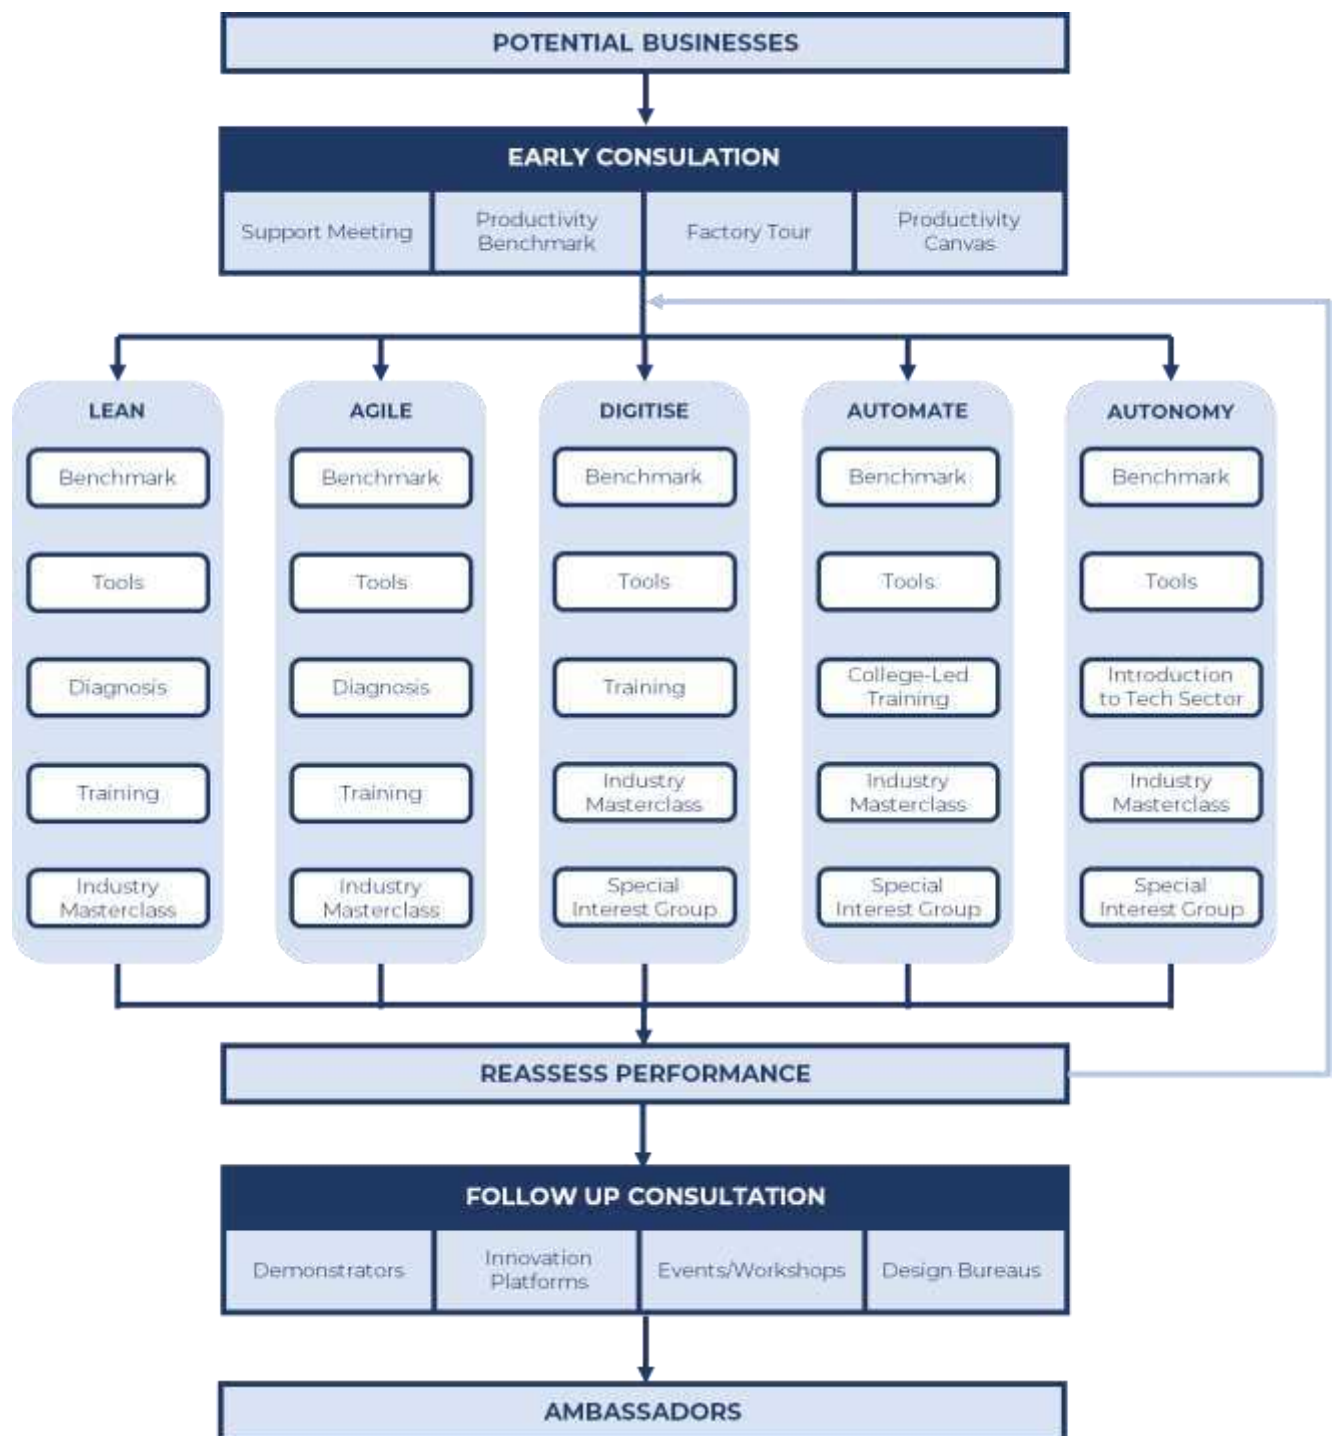 POTENTIAL BUSINESSES
EARLY CONSULATION
Support Meeting
Productivity
Benchmark
Factory Tour
Productivity
Canvas
LEAN
Benchmark
Tools
Diagnosis
Training
Industry
Masterclass
AGILE
Benchmark
Tools
Diagnosis
Training
Industry
Masterclass
DIGITISE
Benchmark
Tools
Training
Industry
Masterclass
Special
Interest Group
AUTOMATE
Benchmark
Tools
College-Led
Training
Industry
Masterclass
Special
Interest Group
AUTONOMY
Benchmark
Tools
Introduction
to Tech Sector
Industry
Masterclass
Special
Interest Group
REASSESS PERFORMANCE
FOLLOW UP CONSULTATION
Demonstrators
Innovation
Platforms
Events/Workshops
Design Bureaus
AMBASSADORS